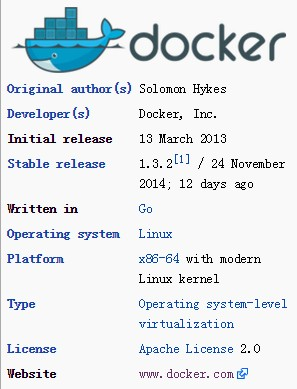 docker
Original author(s) Solomon Hykes
Developer(s) Docker, Inc.
Initial release 13 March 2013
Stable release 1.3.2[1] / 24 November
2014; 12 days ago
Written in Go
Operating system Linux
Platform x86-64 with modern
Linux kernel
Type Operating system-level
virtualization
License Apache License 2.0
Website www.docker.com